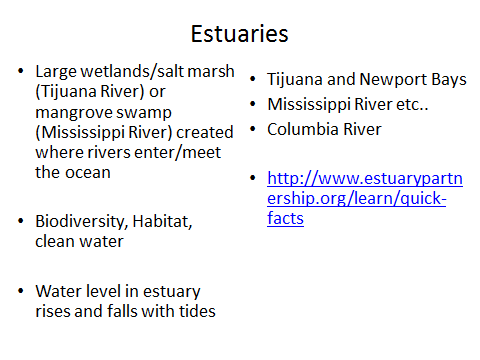 Estuaries
• Large wetlands/salt marsh
(Tijuana River) or
mangrove swamp
(Mississippi River) created
where rivers enter/meet
the ocean
• Biodiversity, Habitat,
clean water
• Water level in estuary
rises and falls with tides
• Tijuana and Newport Bays
• Mississippi River etc..
• Columbia River
• http://www.estuarypartn
ership.org/learn/quick-
facts